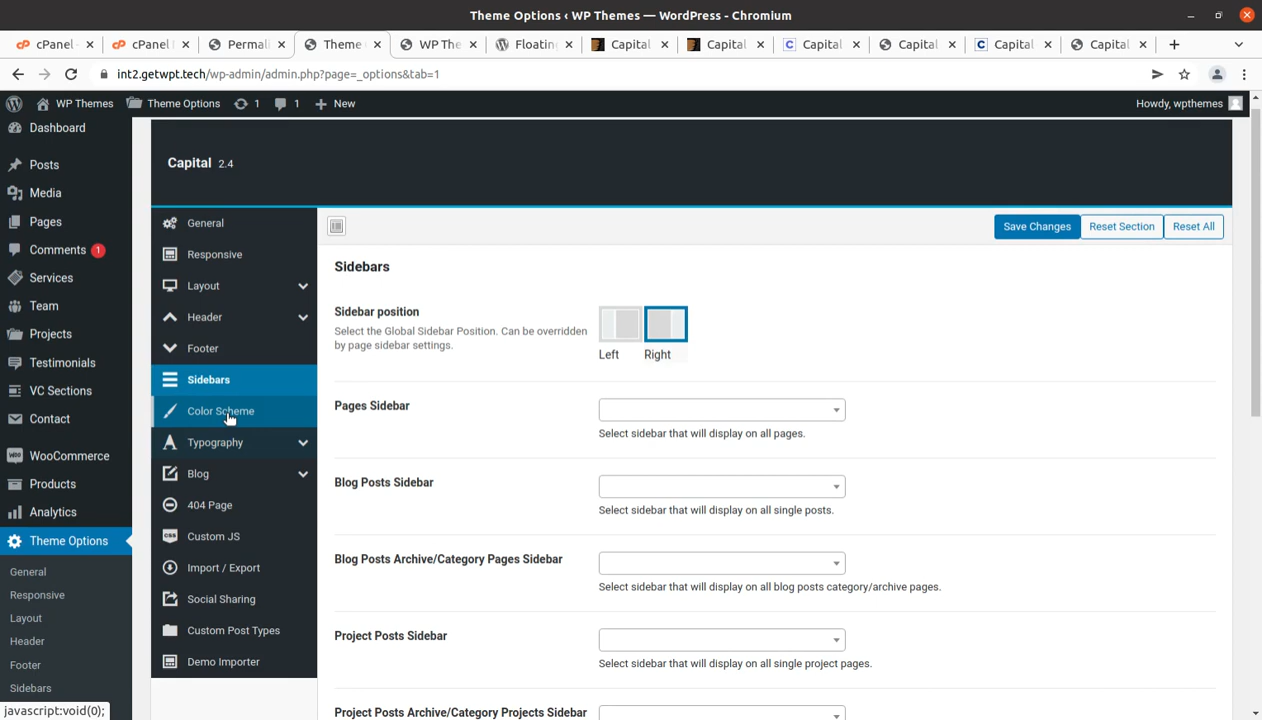 Theme Options ‹ WP Themes — WordPress - Chromium
cPanel
cPanel
Permal
Theme
WP The
Floating
Capital
Capital
Capital
Capital
Capital
Capital
int2.getwpt.tech/wp-admin/admin.php?page=_options&tab=1
WP Themes
Theme Options
1
1
New
Howdy, wpthemes
Dashboard
Posts
Media
Pages
Comments 1
Services
Team
Projects
Testimonials
VC Sections
Contact
WooCommerce
Products
Analytics
Theme Options
General
Responsive
Layout
Header
Footer
Sidebars
javascript:void(0);
Capital 2.4
General
Responsive
Layout
Header
Footer
Sidebars
Color Scheme
Typography
Blog
404 Page
Custom JS
Import / Export
Social Sharing
Custom Post Types
Demo Importer
Save Changes
Reset Section
Reset All
Sidebars
Sidebar position
Select the Global Sidebar Position. Can be overridden
by page sidebar settings.
Left
Right
Pages Sidebar
Select sidebar that will display on all pages.
Blog Posts Sidebar
Select sidebar that will display on all single posts.
Blog Posts Archive/Category Pages Sidebar
Select sidebar that will display on all blog posts category/archive pages.
Project Posts Sidebar
Select sidebar that will display on all single project pages.
Project Posts Archive/Category Projects Sidebar